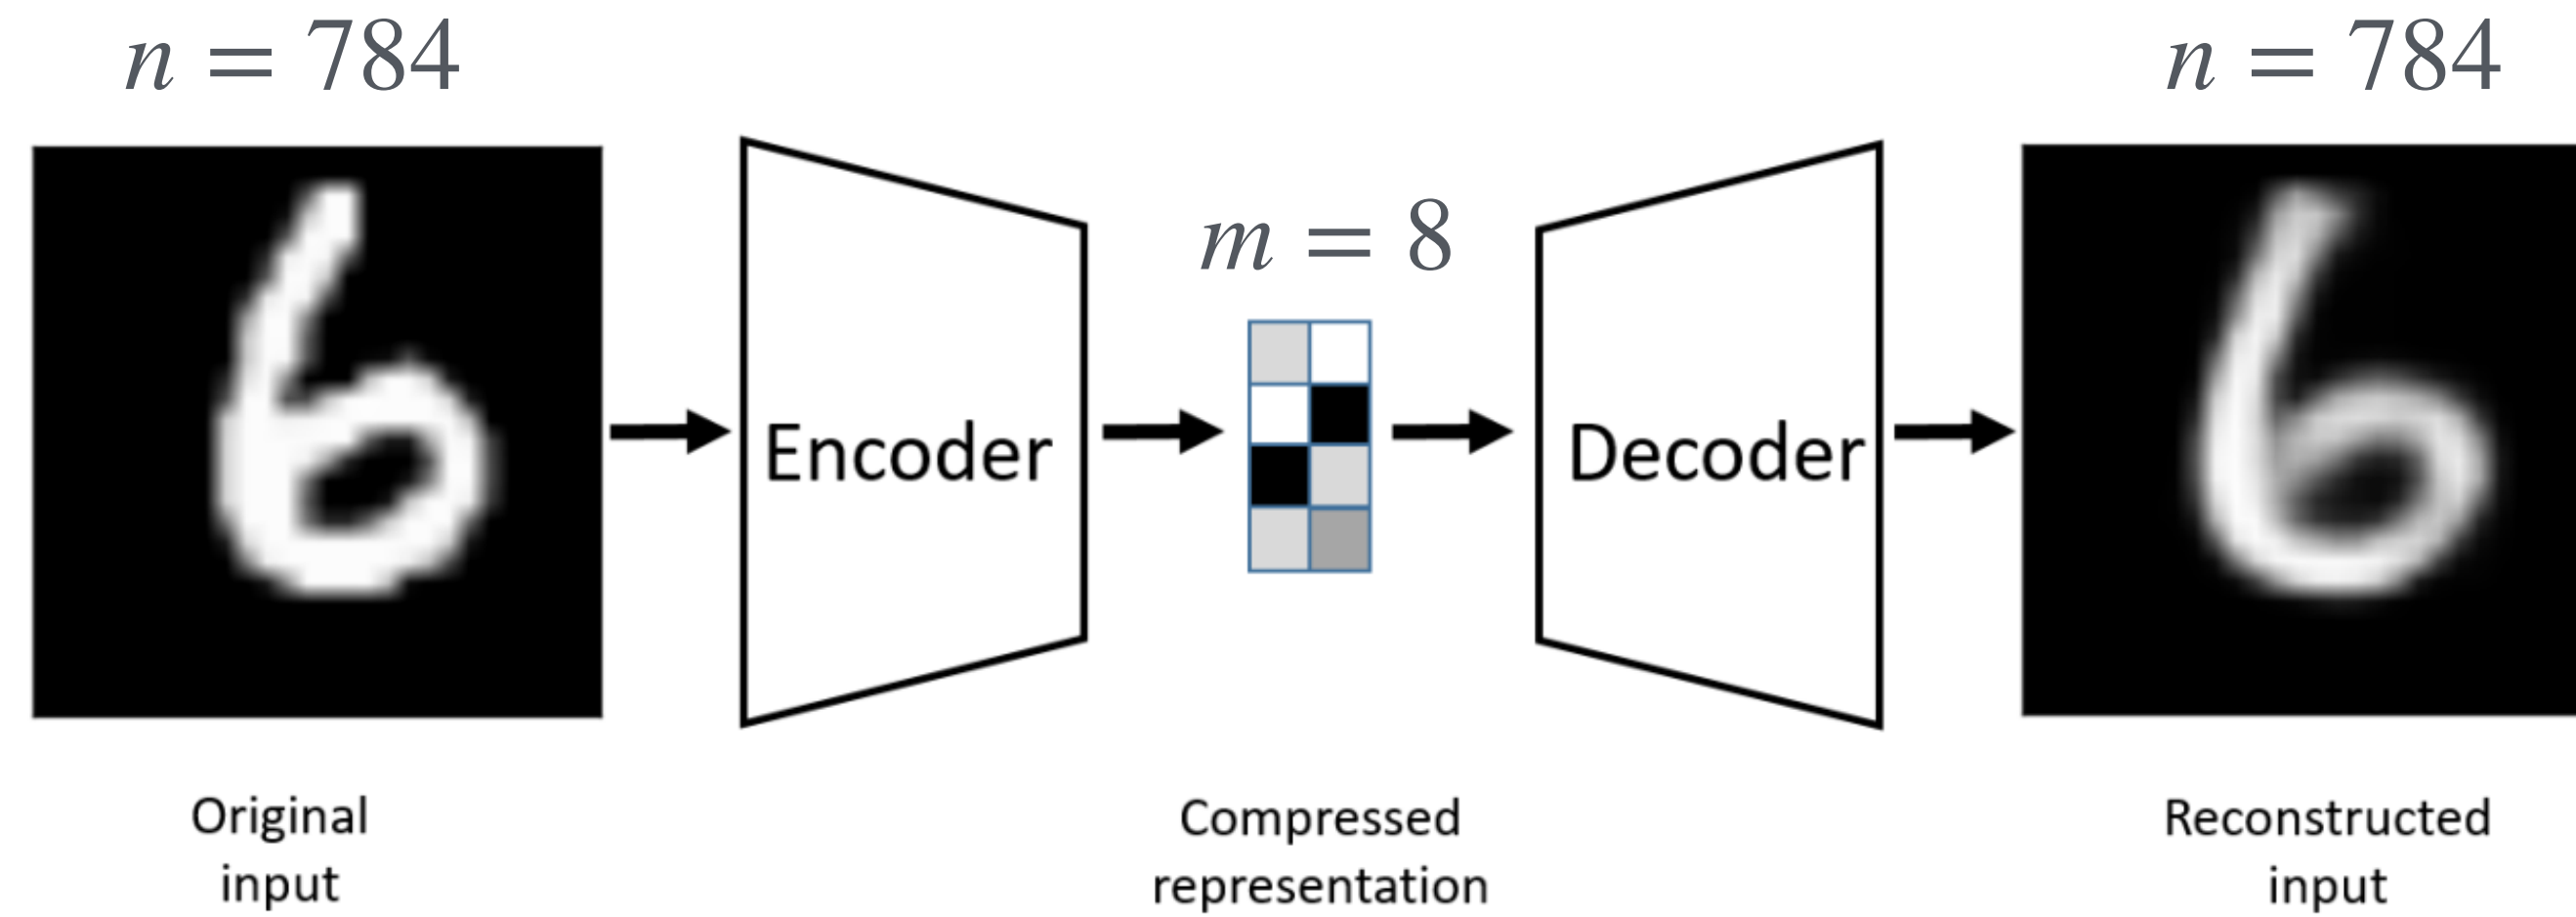 n = 784
n = 784
m = 8
Encoder
Decoder
Original
input
Compressed
representation
Reconstructed
input